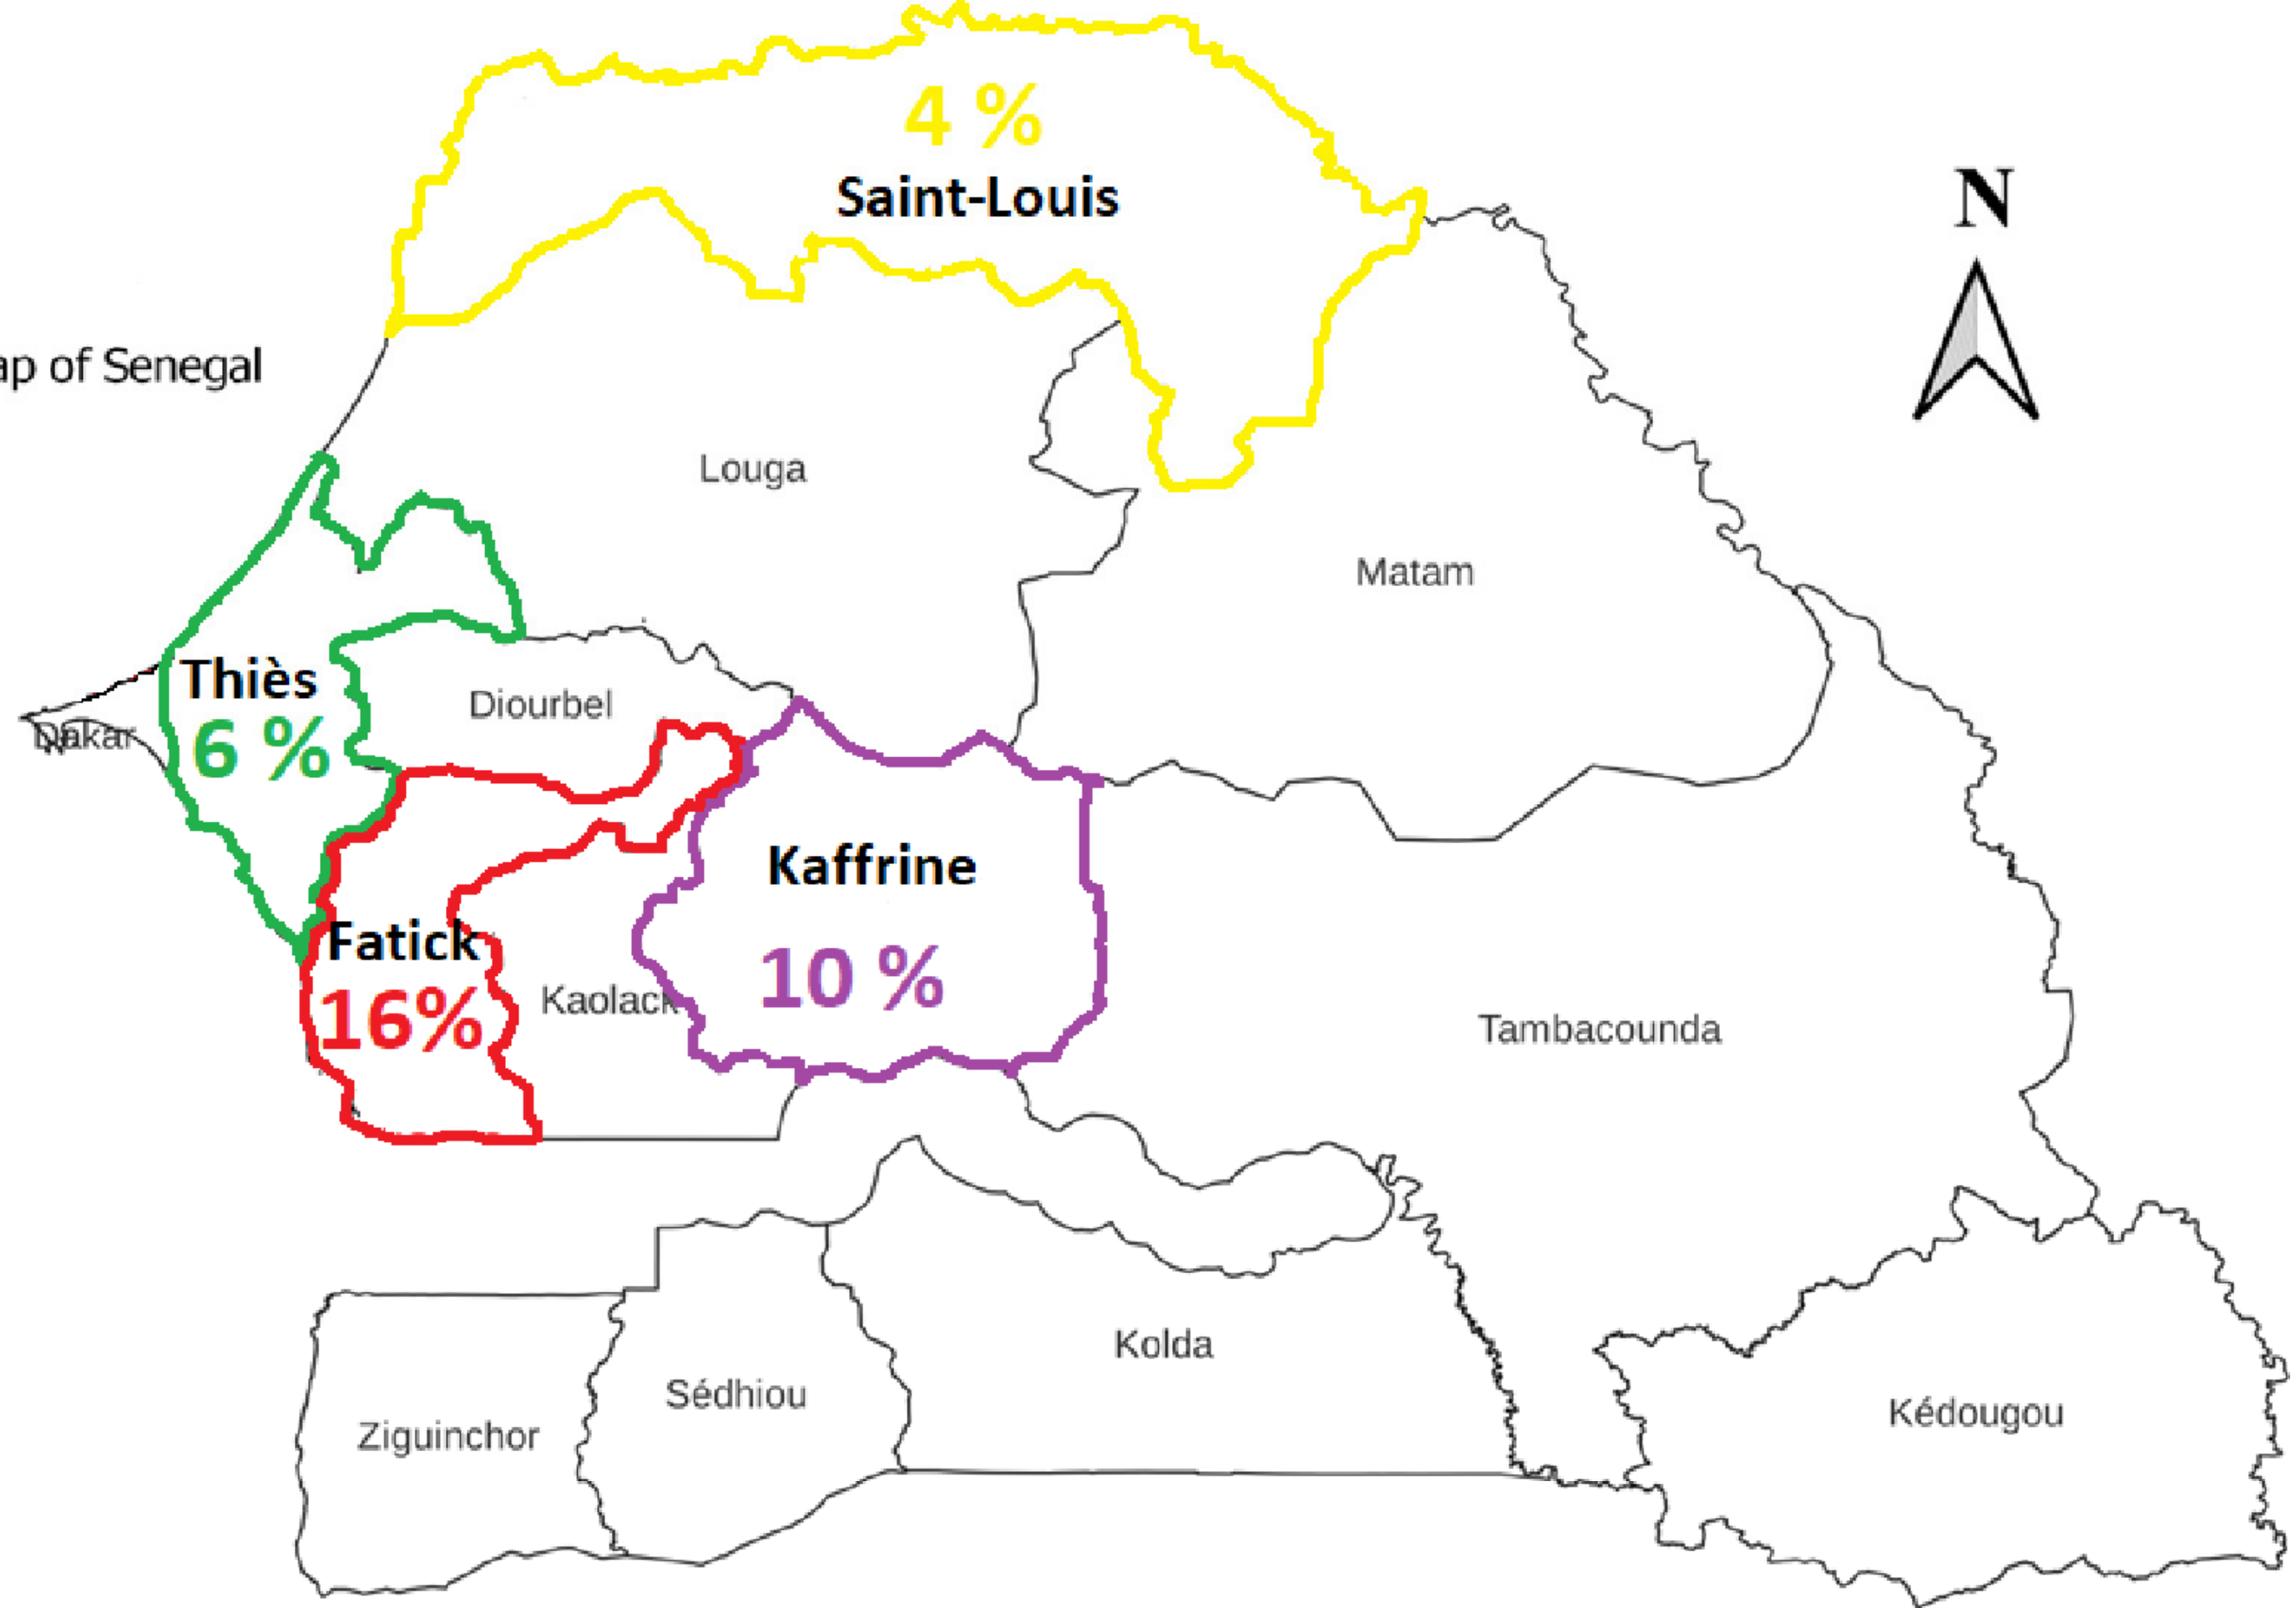 4 %
Saint-Louis
N
ap of Senegal
Louga
Matam
Thiès
6 %
Diourbel
Dakar
Kaffrine
10 %
Fatick
16%
Kaolack
Tambacounda
Kolda
Sédhiou
Ziguinchor
Kédougou